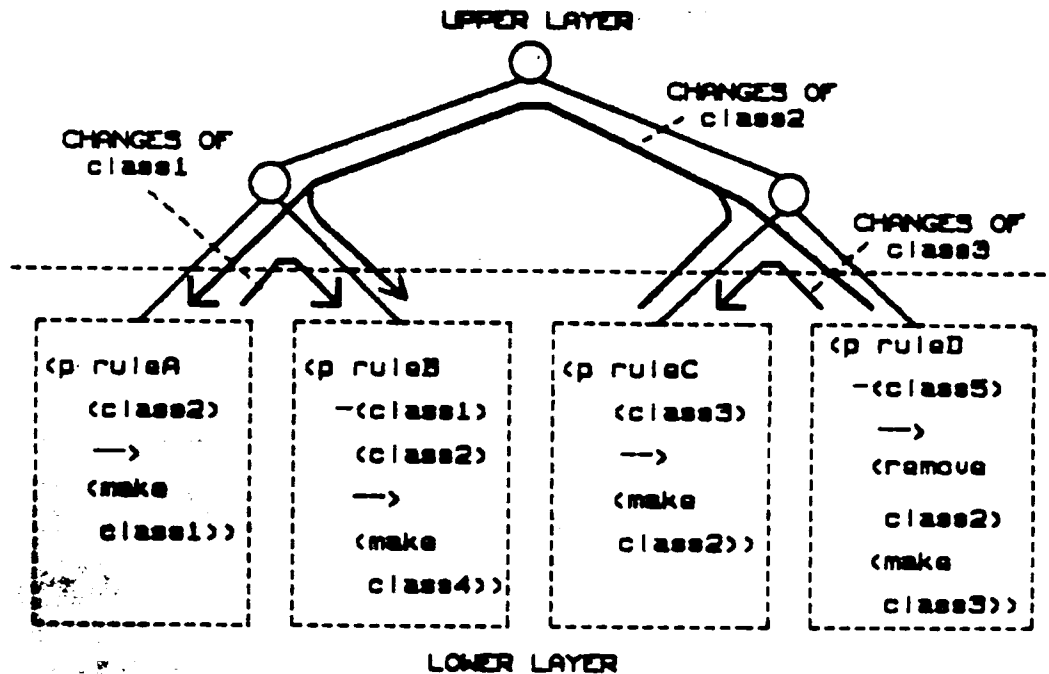 UPPER LAYER
CHANGES OF
class2
CHANGES OF
class1
CHANGES OF
class3
(p ruleA
(class2)
-->
(make
class1))
(p ruleB
-(class1)
(class2)
-->
(make
class4))
(p ruleC
(class3)
-->
(make
class2))
(p ruleD
-(class5)
-->
(remove
class2)
(make
class3))
LOWER LAYER